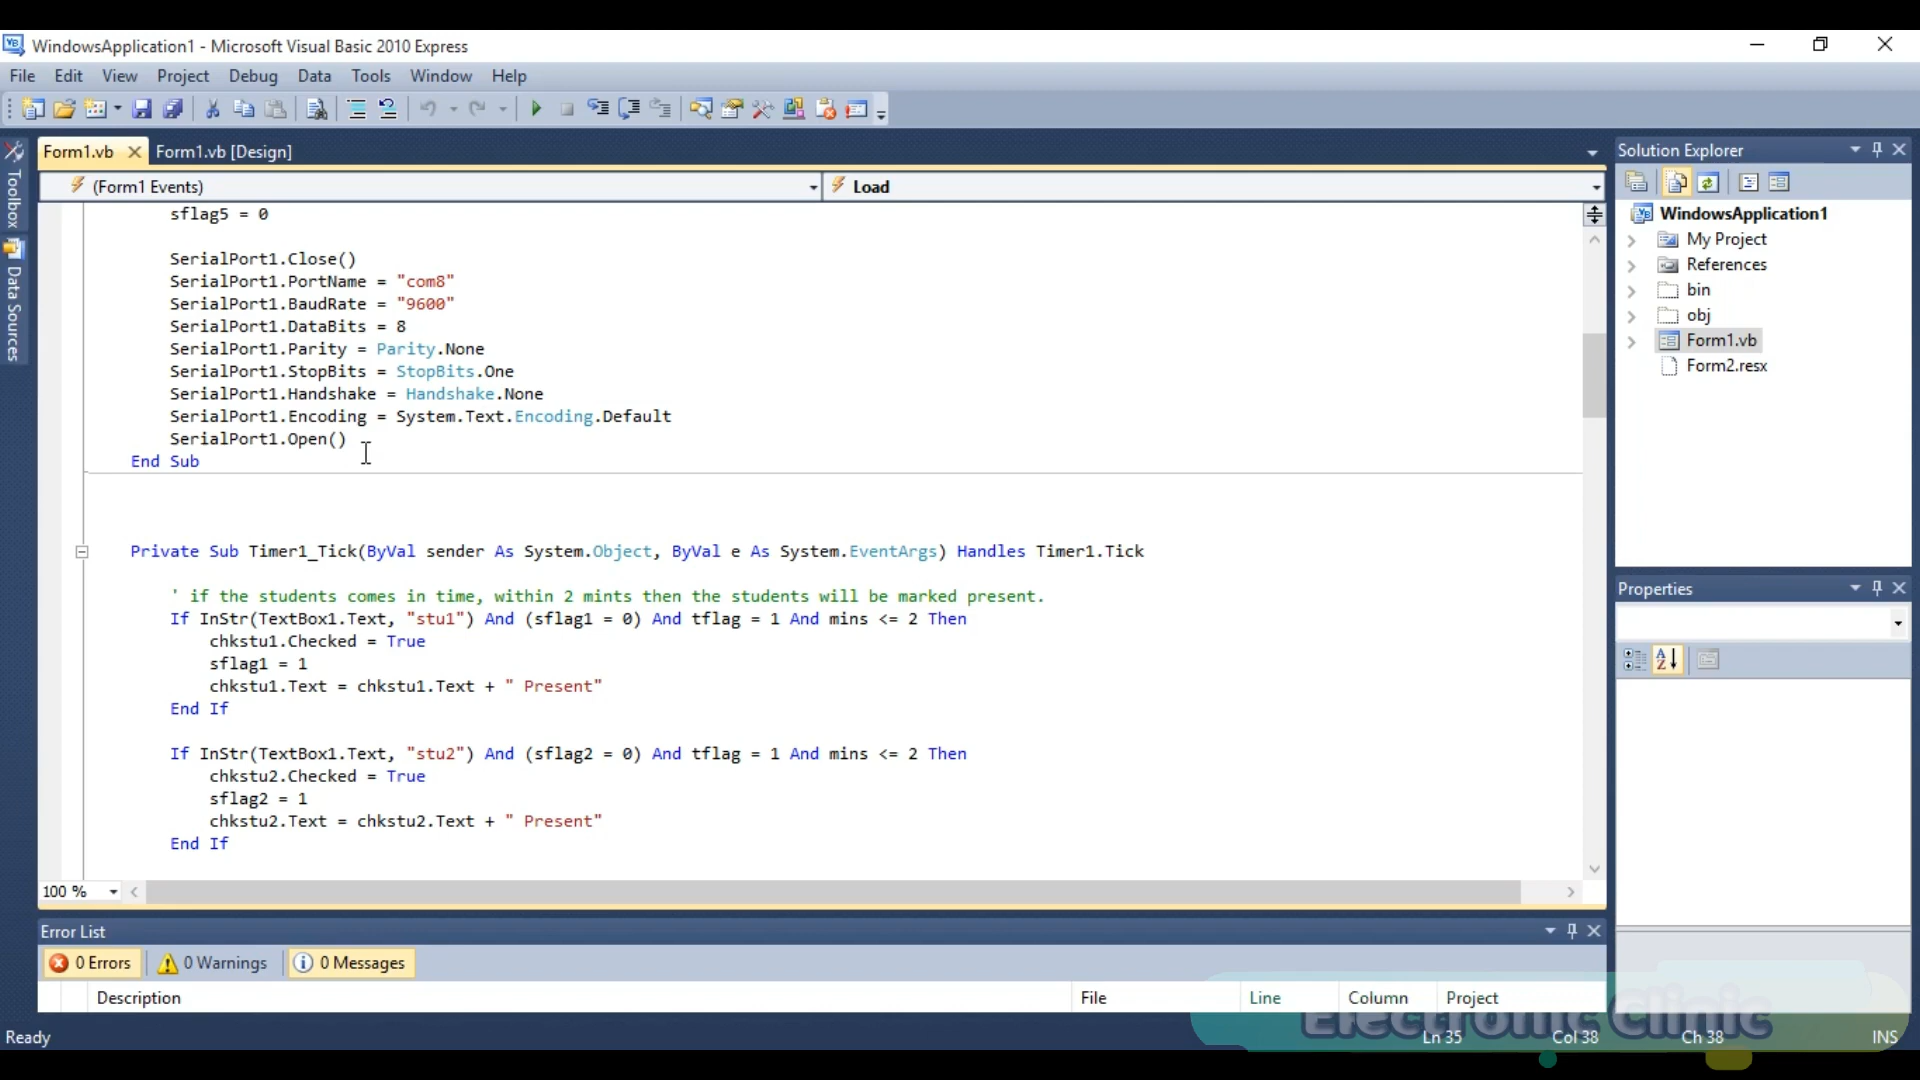 WindowsApplication1 - Microsoft Visual Basic 2010 Express
File Edit View Project Debug Data Tools Window Help
Form1.vb Form1.vb [Design]
(Form1 Events) Load
Toolbox
Data Sources
sflag5 = 0
SerialPort1.Close()
SerialPort1.PortName = "com8"
SerialPort1.BaudRate = "9600"
SerialPort1.DataBits = 8
SerialPort1.Parity = Parity.None
SerialPort1.StopBits = StopBits.One
SerialPort1.Handshake = Handshake.None
SerialPort1.Encoding = System.Text.Encoding.Default
SerialPort1.Open()
End Sub
Private Sub Timer1_Tick(ByVal sender As System.Object, ByVal e As System.EventArgs) Handles Timer1.Tick
' if the students comes in time, within 2 mints then the students will be marked present.
If InStr(TextBox1.Text, "stu1") And (sflag1 = 0) And tflag = 1 And mins <= 2 Then
chkstu1.Checked = True
sflag1 = 1
chkstu1.Text = chkstu1.Text + " Present"
End If
If InStr(TextBox1.Text, "stu2") And (sflag2 = 0) And tflag = 1 And mins <= 2 Then
chkstu2.Checked = True
sflag2 = 1
chkstu2.Text = chkstu2.Text + " Present"
End If
100 %
Solution Explorer
WindowsApplication1
My Project
References
bin
obj
Form1.vb
Form2.resx
Properties
Error List
0 Errors 0 Warnings 0 Messages
Description File Line Column Project
Electronic Clinic
Ready Ln 35 Col 38 Ch 38 INS